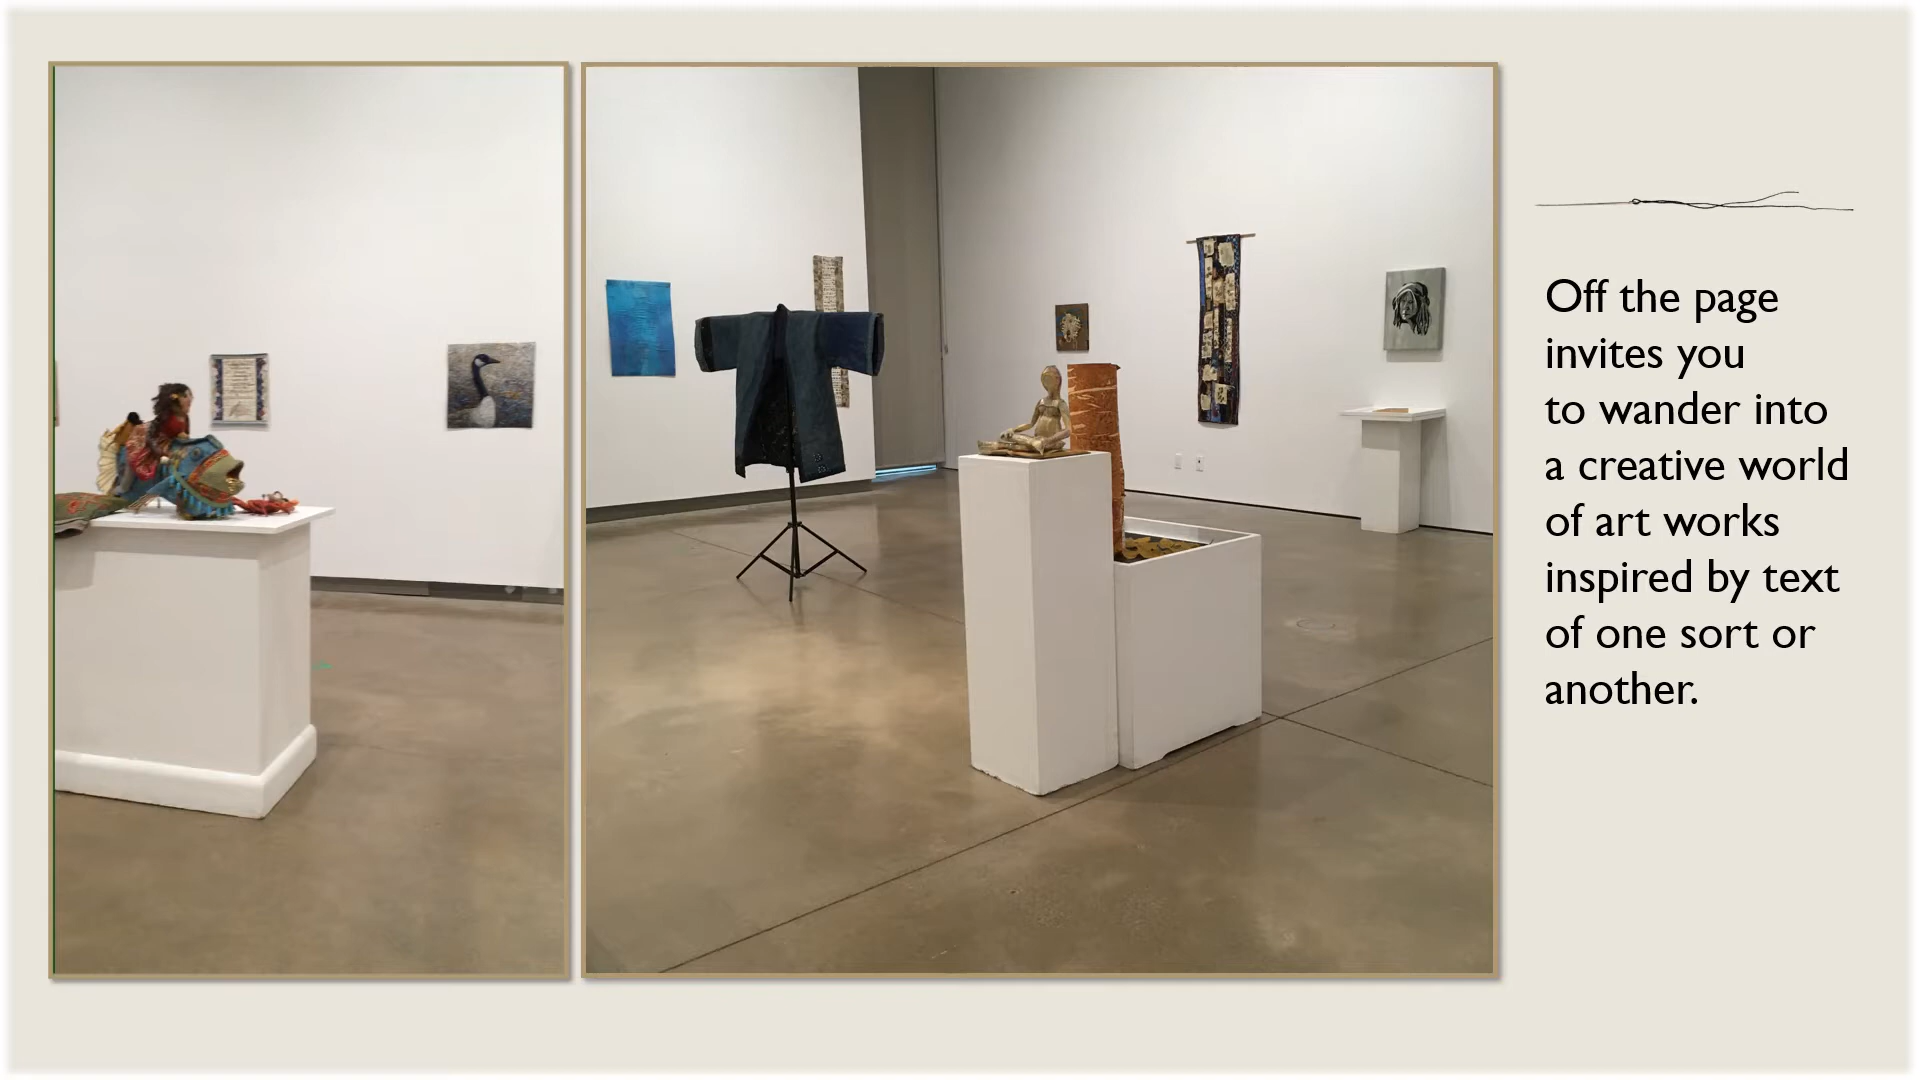 Off the page
invites you
to wander into
a creative world
of art works
inspired by text
of one sort or
another.